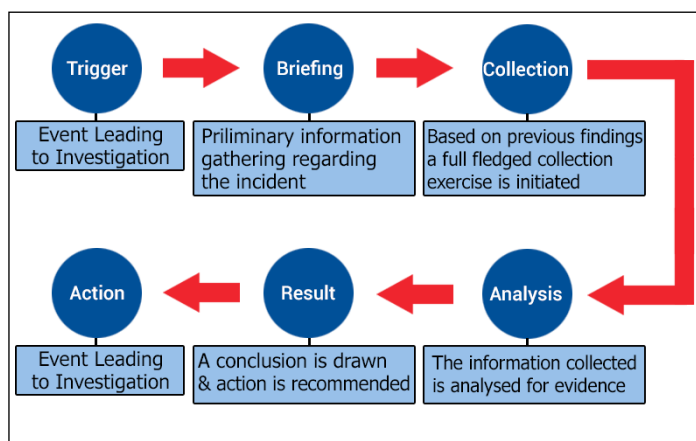 Trigger
Briefing
Collection
Event Leading
to Investigation
Priliminary information
gathering regarding
the incident
Based on previous findings
a full fledged collection
exercise is initiated
Action
Result
Analysis
Event Leading
to Investigation
A conclusion is drawn
& action is recommended
The information collected
is analysed for evidence